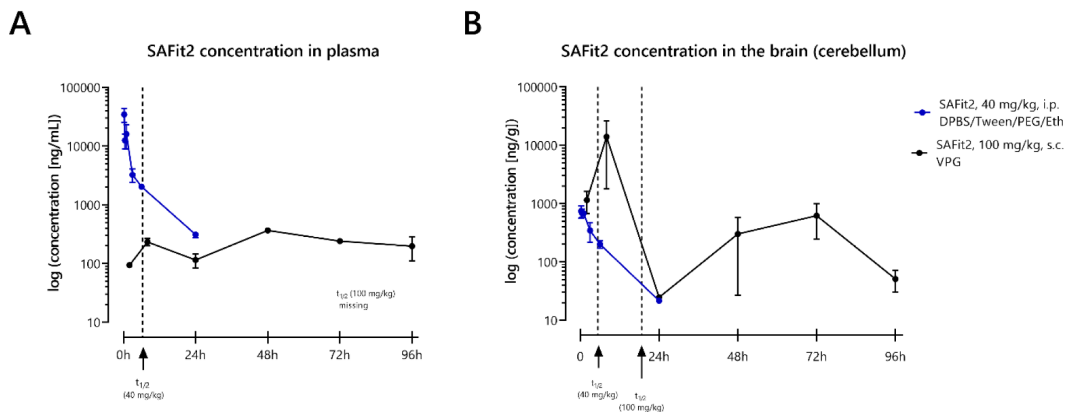 A
SAFit2 concentration in plasma
log (concentration [ng/mL])
100000
10000
1000
100
10
t1/2 (100 mg/kg)
missing
0h
24h
48h
72h
96h
t1/2
(40 mg/kg)
B
SAFit2 concentration in the brain (cerebellum)
log (concentration [ng/g])
100000
10000
1000
100
10
0
24h
48h
72h
96h
t1/2
(40 mg/kg)
t1/2
(100 mg/kg)
SAFit2, 40 mg/kg, i.p.
DPBS/Tween/PEG/Eth
SAFit2, 100 mg/kg, s.c.
VPG